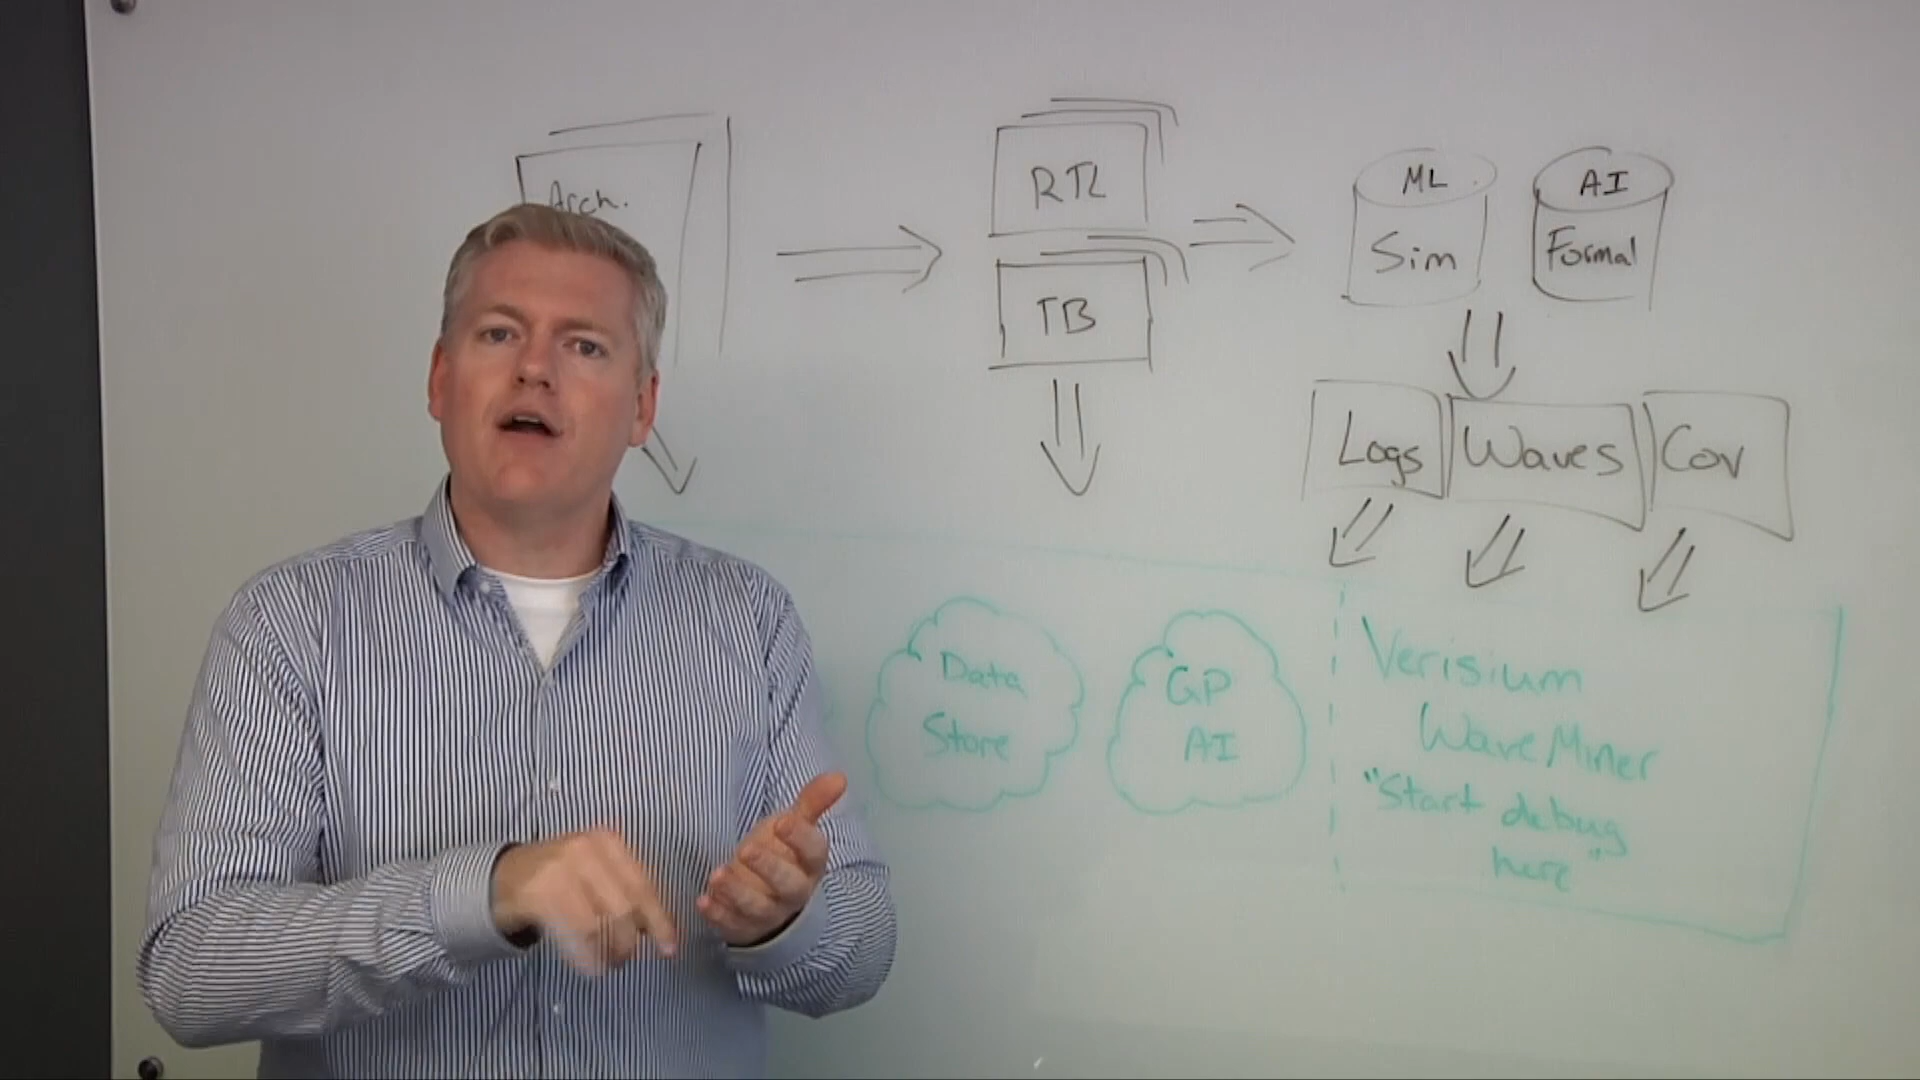 Arch.
RTL
TB
ML
Sim
AI
Formal
Logs
Waves
Cov
Data
Store
GP
AI
Verisium
WaveMiner
"Start debug
here"